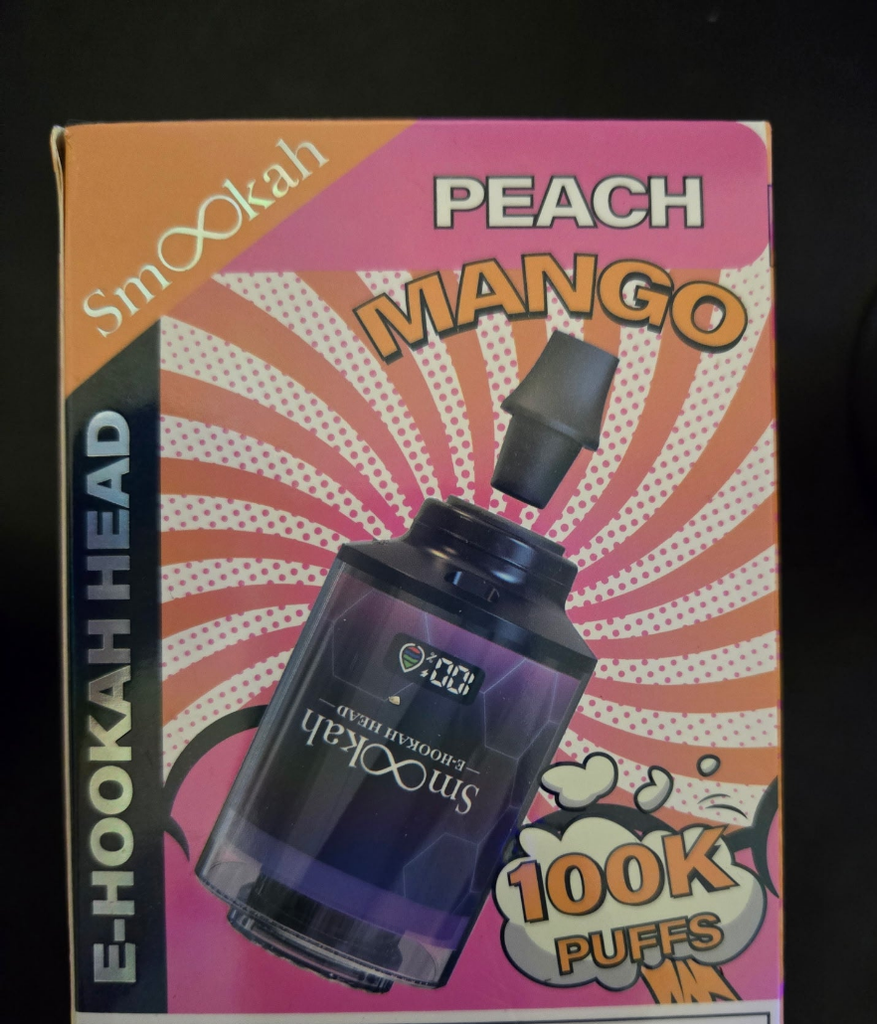 Smookah
PEACH
MANGO
E-HOOKAH HEAD
100%
Smookah
E-HOOKAH HEAD
100K
PUFFS